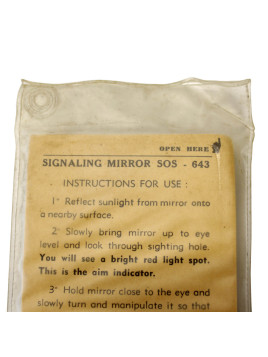 OPEN HERE
SIGNALING MIRROR SOS - 643
INSTRUCTIONS FOR USE :
1° Reflect sunlight from mirror onto
a nearby surface.
2° Slowly bring mirror up to eye
level and look through sighting hole.
You will see a bright red light spot.
This is the aim indicator.
3° Hold mirror close to the eye and
slowly turn and manipulate it so that